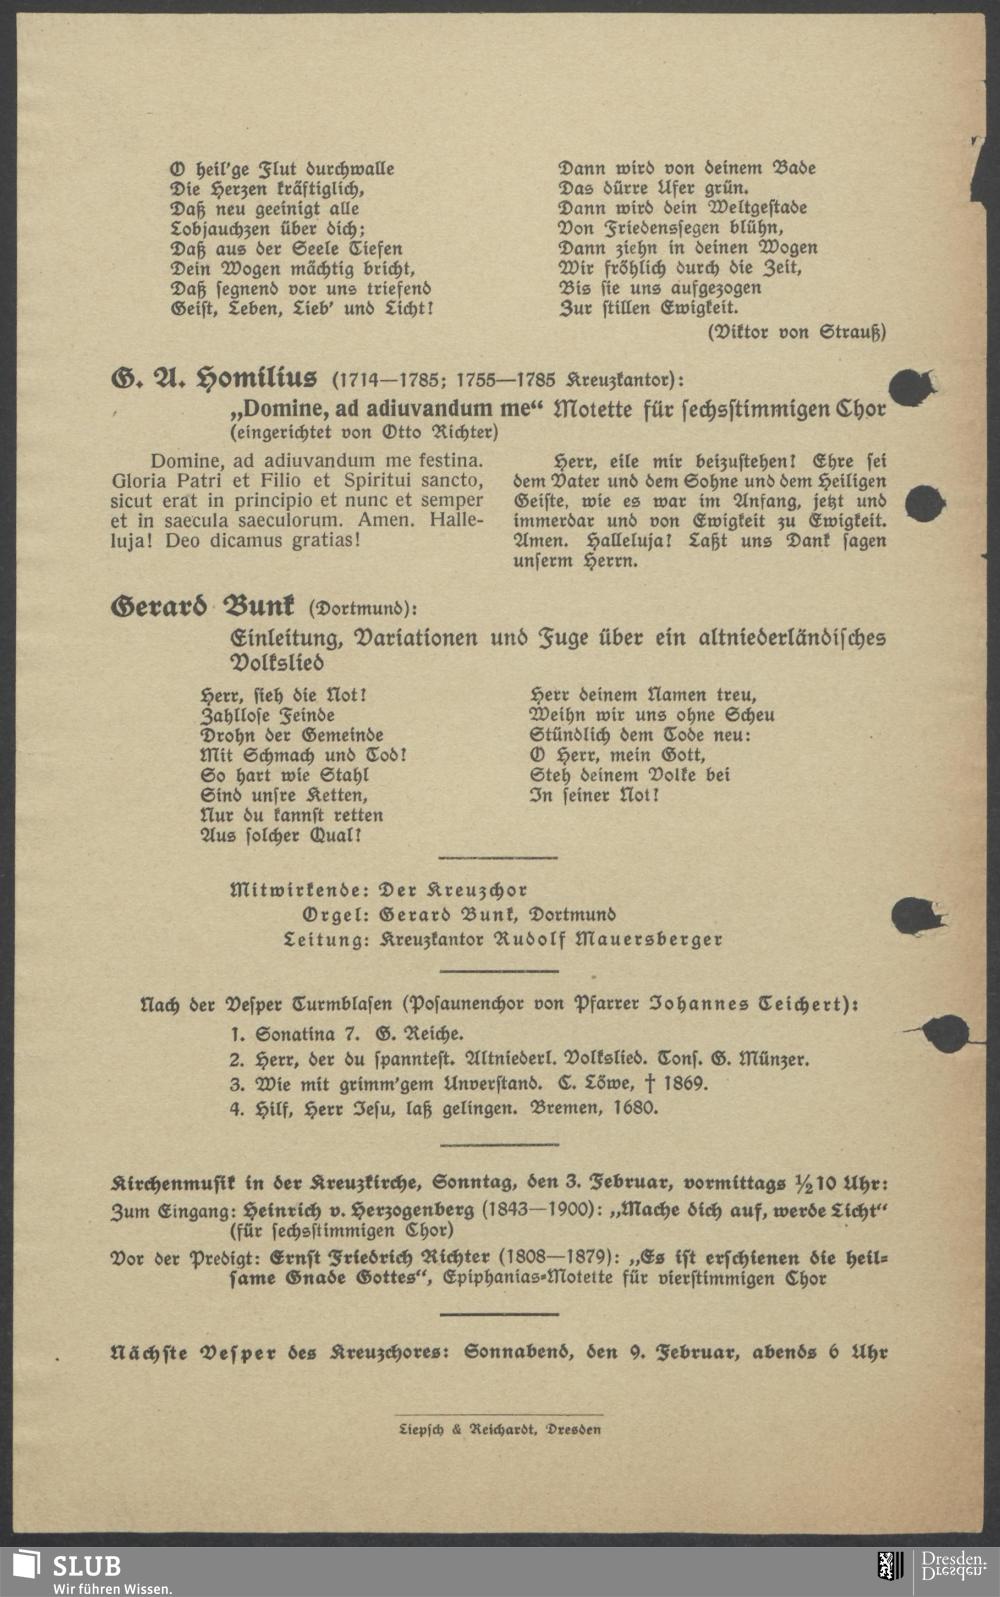 O heil'ge Flut durchwalle
Die Herzen kräftiglich,
Daß neu geeinigt alle
Lobjauchzen über dich;
Daß aus der Seele Tiefen
Dein Wogen mächtig bricht,
Daß segnend vor uns triefend
Geist, Leben, Lieb' und Licht!
Dann wird von deinem Bade
Das dürre Ufer grün.
Dann wird dein Weltgestade
Von Friedenssegen blühn,
Dann ziehn in deinen Wogen
Wir fröhlich durch die Zeit,
Bis sie uns aufgezogen
Zur stillen Ewigkeit.
(Viktor von Strauß)
G. A. Homilius (1714—1785; 1755—1785 Kreuzkantor):
„Domine, ad adiuvandum me“ Motette für sechsstimmigen Chor
(eingerichtet von Otto Richter)
Domine, ad adiuvandum me festina.
Gloria Patri et Filio et Spiritui sancto,
sicut erat in principio et nunc et semper
et in saecula saeculorum. Amen. Halle-
luja! Deo dicamus gratias!
Herr, eile mir beizustehen! Ehre sei
dem Vater und dem Sohne und dem Heiligen
Geiste, wie es war im Anfang, jetzt und
immerdar und von Ewigkeit zu Ewigkeit.
Amen. Halleluja! Laßt uns Dank sagen
unserm Herrn.
Gerard Bunk (Dortmund):
Einleitung, Variationen und Fuge über ein altniederländisches
Volkslied
Herr, sieh die Not!
Zahllose Feinde
Drohn der Gemeinde
Mit Schmach und Tod!
So hart wie Stahl
Sind unsre Ketten,
Nur du kannst retten
Aus solcher Qual!
Herr deinem Namen treu,
Weihn wir uns ohne Scheu
Stündlich dem Tode neu:
O Herr, mein Gott,
Steh deinem Volke bei
In seiner Not!
Mitwirkende: Der Kreuzchor
Orgel: Gerard Bunk, Dortmund
Leitung: Kreuzkantor Rudolf Mauersberger
Nach der Vesper Turmblasen (Posaunenchor von Pfarrer Johannes Teichert):
1. Sonatina 7. G. Reiche.
2. Herr, der du spanntest. Altniederl. Volkslied. Tons. G. Münzer.
3. Wie mit grimm'gem Unverstand. C. Löwe, † 1869.
4. Hilf, Herr Jesu, laß gelingen. Bremen, 1680.
Kirchenmusik in der Kreuzkirche, Sonntag, den 3. Februar, vormittags ½10 Uhr:
Zum Eingang: Heinrich v. Herzogenberg (1843—1900): „Mache dich auf, werde Licht“
(für sechsstimmigen Chor)
Vor der Predigt: Ernst Friedrich Richter (1808—1879): „Es ist erschienen die heil-
same Gnade Gottes“, Epiphanias-Motette für vierstimmigen Chor
Nächste Vesper des Kreuzchores: Sonnabend, den 9. Februar, abends 6 Uhr
Liepsch & Reichardt, Dresden
SLUB
Wir führen Wissen.
Dresden.
Dresden.